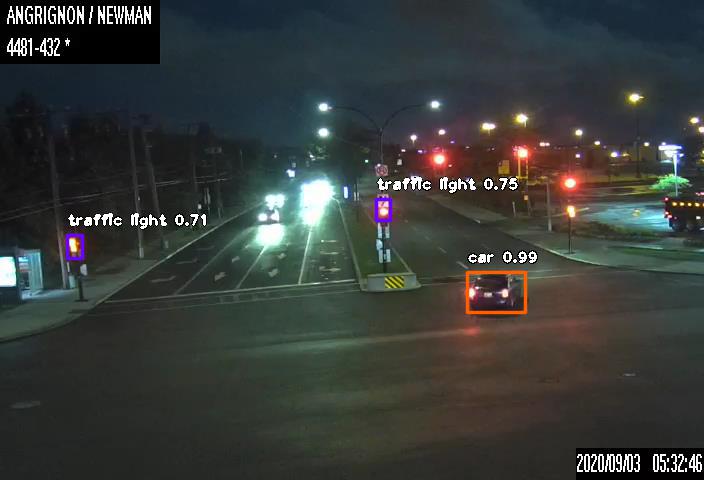 ANGRIGNON / NEWMAN
4481-432 *
traffic light 0.75
traffic light 0.71
car 0.99
2020/09/03 05:32:46